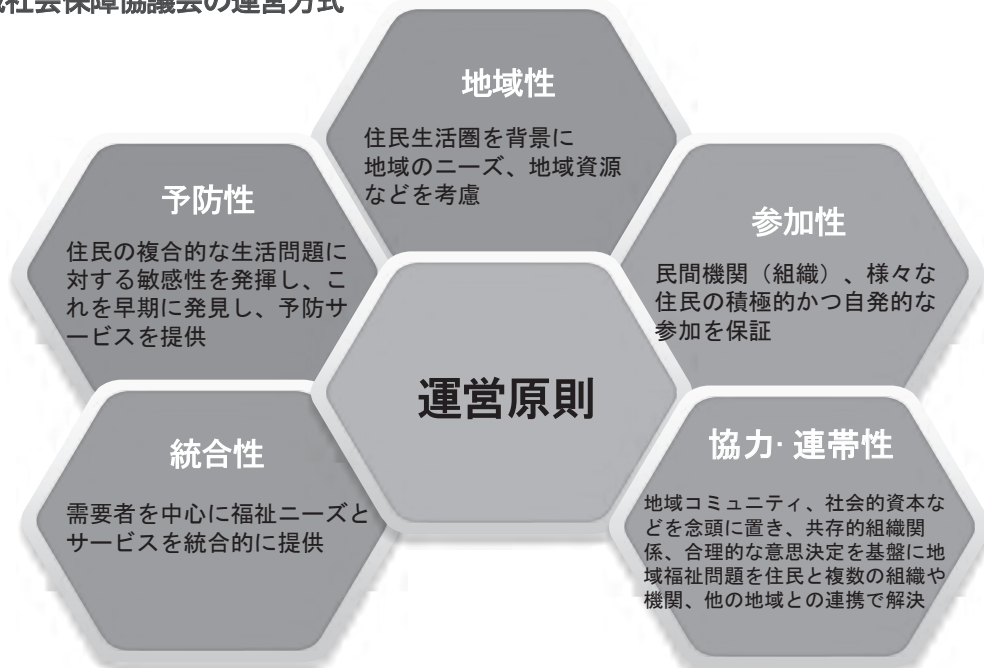 域社会保障協議会の運営方式
地域性
住民生活圏を背景に
地域のニーズ、地域資源
などを考慮
予防性
住民の複合的な生活問題に
対する敏感性を発揮し、こ
れを早期に発見し、予防サ
ービスを提供
参加性
民間機関（組織）、様々な
住民の積極的かつ自発的な
参加を保証
運営原則
統合性
需要者を中心に福祉ニーズと
サービスを統合的に提供
協力· 連帯性
地域コミュニティ、社会的資本な
どを念頭に置き、共存的組織関
係、合理的な意思決定を基盤に地
域福祉問題を住民と複数の組織や
機関、他の地域との連携で解決